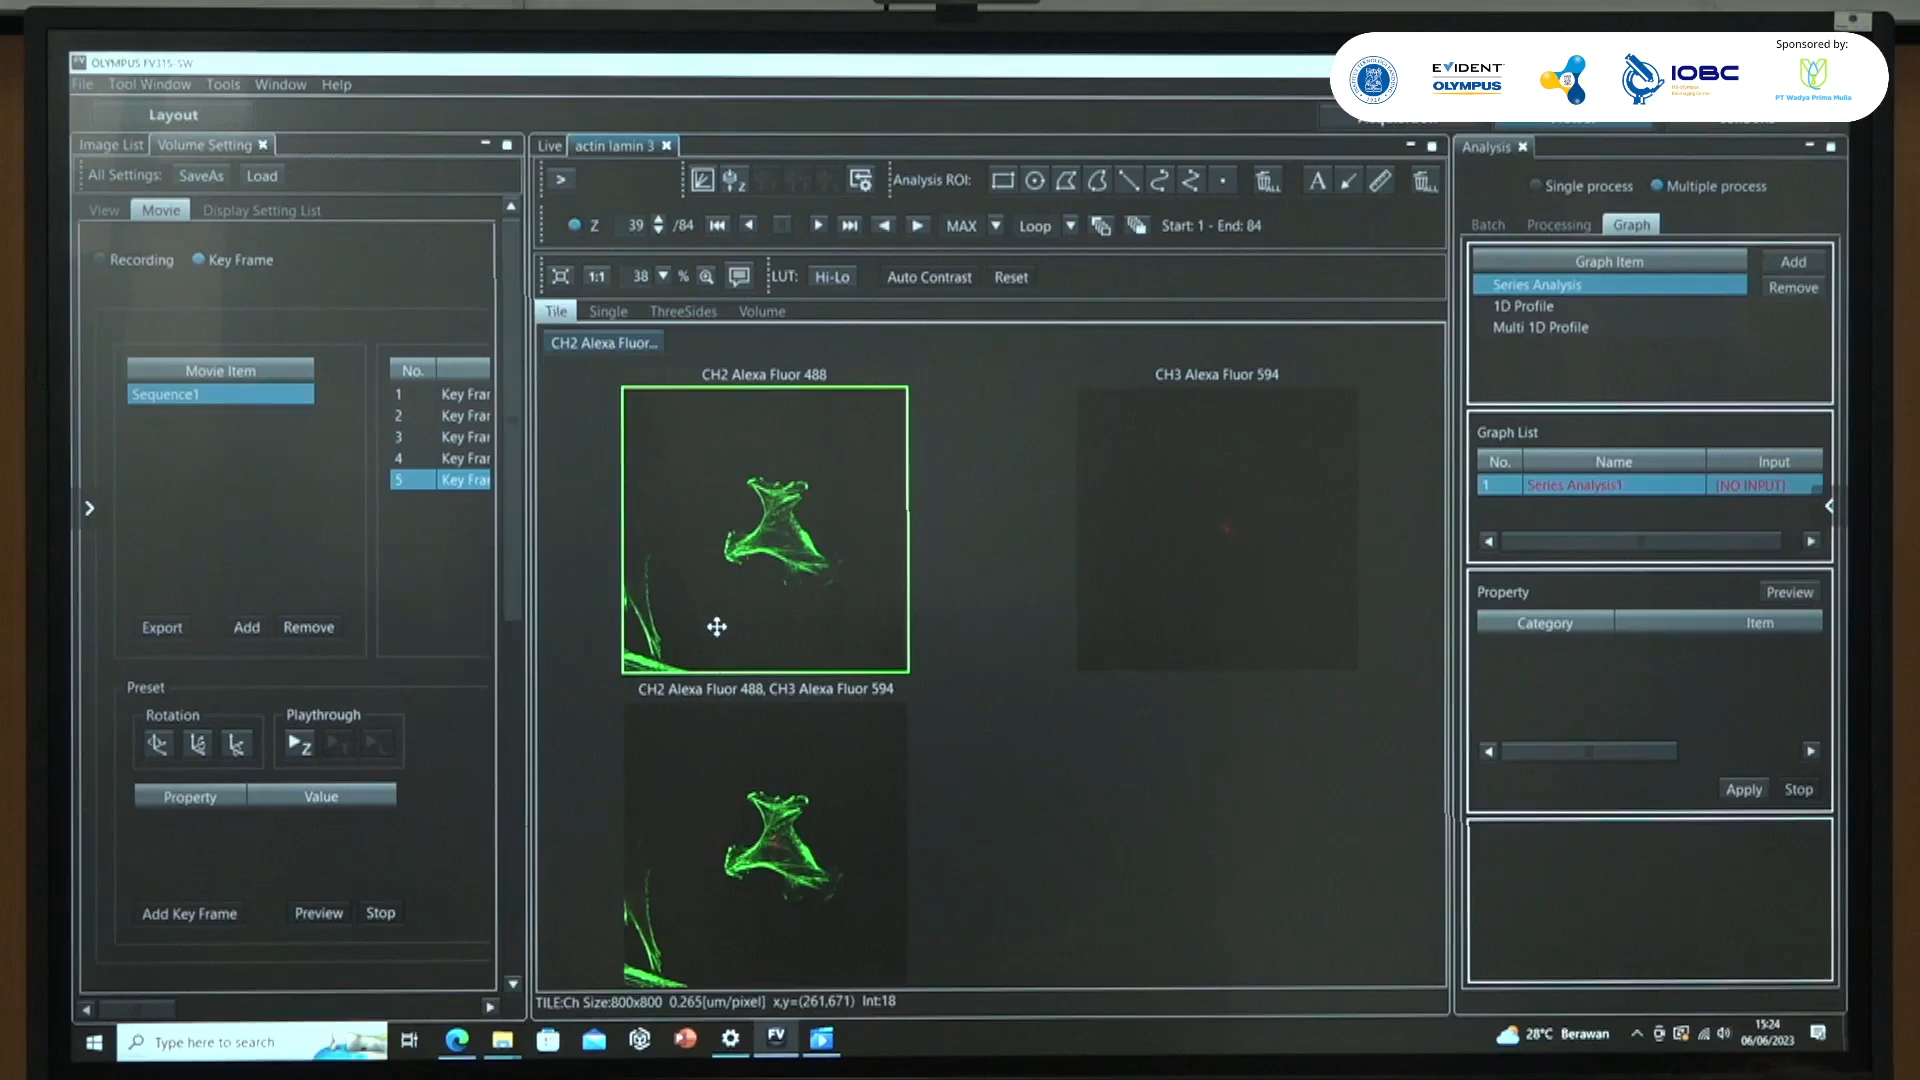 OLYMPUS FV31S-SW
File Tool Window Tools Window Help
Sponsored by:
EVIDENT
OLYMPUS
IOBC
PT Wadya Prima Mulia
Layout
Image List Volume Setting
All Settings: SaveAs Load
View Movie Display Setting List
Recording Key Frame
Movie Item
Sequence1
No.
1 Key Frar
2 Key Frar
3 Key Frar
4 Key Frar
5 Key Frar
Export Add Remove
Preset
Rotation Playthrough
Z
Property Value
Add Key Frame Preview Stop
Live actin lamin 3
Analysis ROI:
A
Z 39 /84 MAX Loop Start: 1 - End: 84
1:1 38 % LUT: Hi-Lo Auto Contrast Reset
Tile Single ThreeSides Volume
CH2 Alexa Fluor...
CH2 Alexa Fluor 488 CH3 Alexa Fluor 594
CH2 Alexa Fluor 488, CH3 Alexa Fluor 594
TILE:Ch Size:800x800 0.265[um/pixel] x,y=(261,671) Int:18
Analysis
Single process Multiple process
Batch Processing Graph
Graph Item Add
Series Analysis Remove
1D Profile
Multi 1D Profile
Graph List
No. Name Input
1 Series Analysis1 [NO INPUT]
Property Preview
Category Item
Apply Stop
Type here to search
FV
28°C Berawan
15:24
06/06/2023